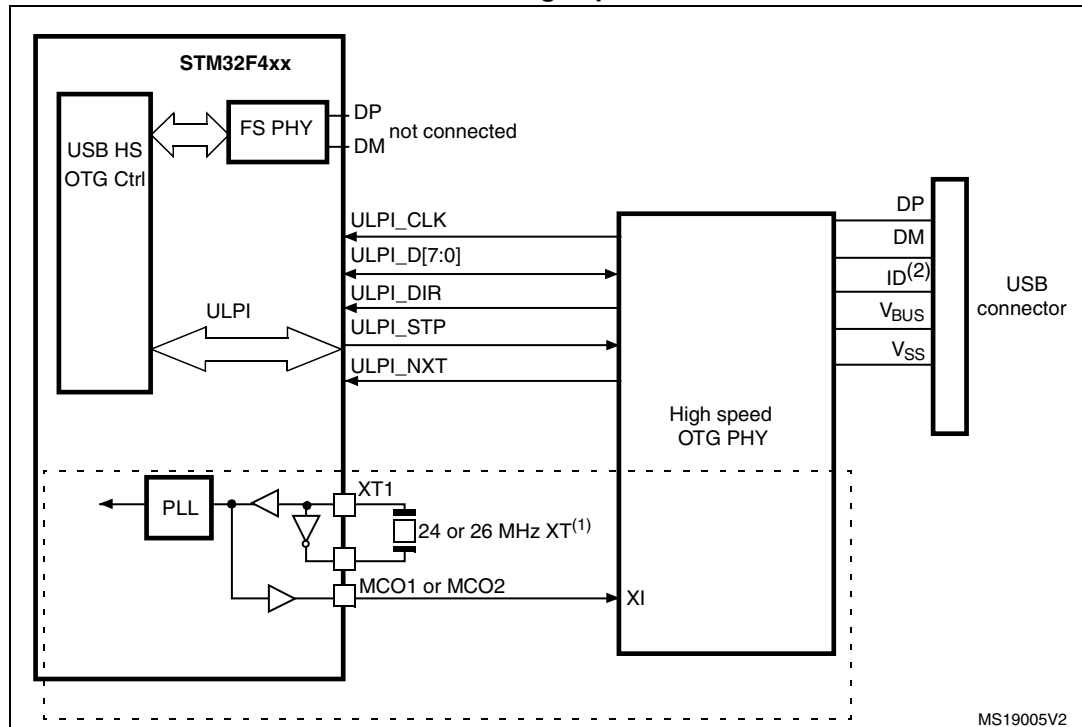 STM32F4xx
USB HS
OTG Ctrl
FS PHY
DP
DM
not connected
ULPI
ULPI_CLK
ULPI_D[7:0]
ULPI_DIR
ULPI_STP
ULPI_NXT
High speed
OTG PHY
DP
DM
ID(2)
VBUS
VSS
USB
connector
PLL
XT1
24 or 26 MHz XT(1)
MCO1 or MCO2
XI
MS19005V2